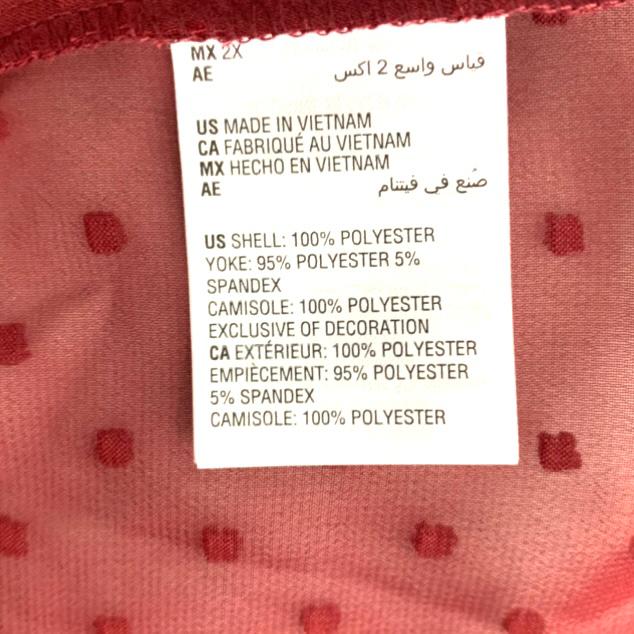 MX 2X
AE قياس واسع 2 اكس
US MADE IN VIETNAM
CA FABRIQUÉ AU VIETNAM
MX HECHO EN VIETNAM
AE صُنع في فيتنام
US SHELL: 100% POLYESTER
YOKE: 95% POLYESTER 5%
SPANDEX
CAMISOLE: 100% POLYESTER
EXCLUSIVE OF DECORATION
CA EXTÉRIEUR: 100% POLYESTER
EMPIÈCEMENT: 95% POLYESTER
5% SPANDEX
CAMISOLE: 100% POLYESTER